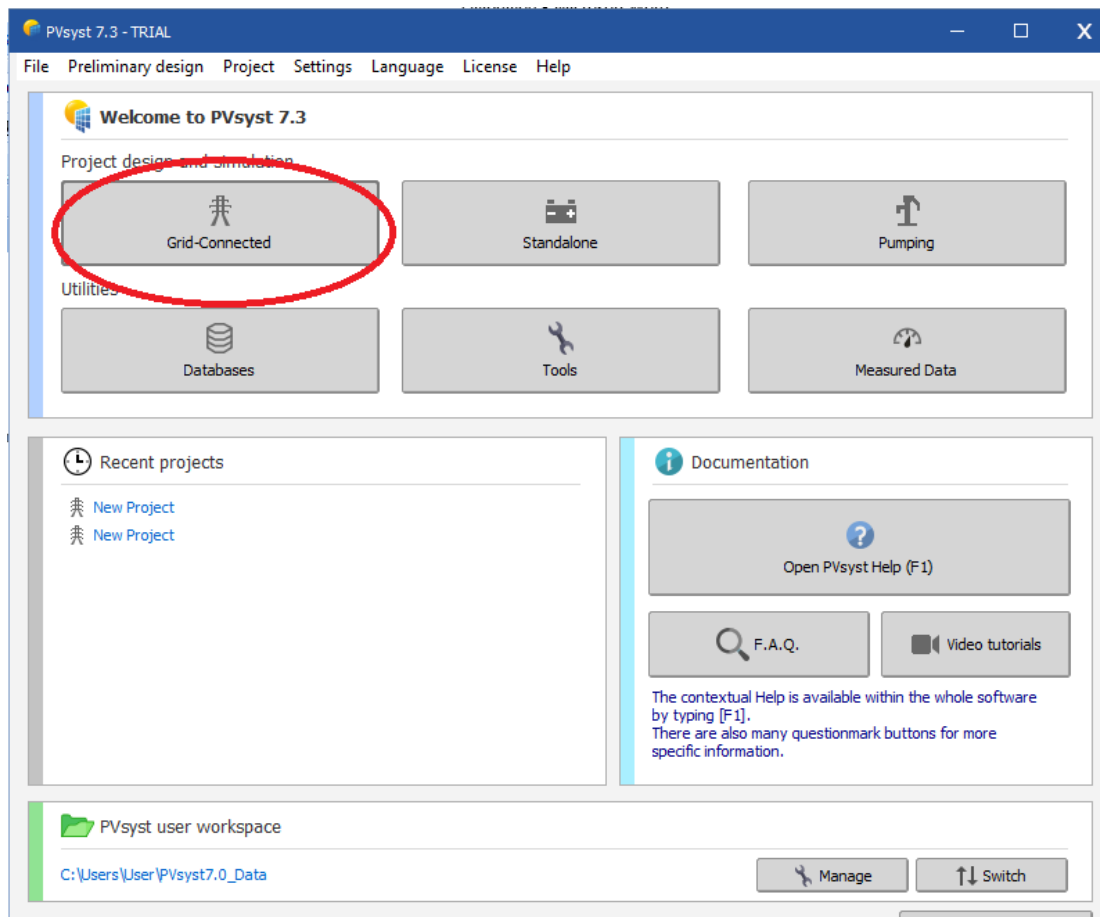 PVsyst 7.3 - TRIAL
File Preliminary design Project Settings Language License Help
Welcome to PVsyst 7.3
Project design and simulation
Grid-Connected
Standalone
Pumping
Utilities
Databases
Tools
Measured Data
Recent projects
New Project
New Project
Documentation
Open PVsyst Help (F1)
F.A.Q.
Video tutorials
The contextual Help is available within the whole software
by typing [F1].
There are also many questionmark buttons for more
specific information.
PVsyst user workspace
C:\Users\User\PVsyst7.0_Data
Manage
Switch